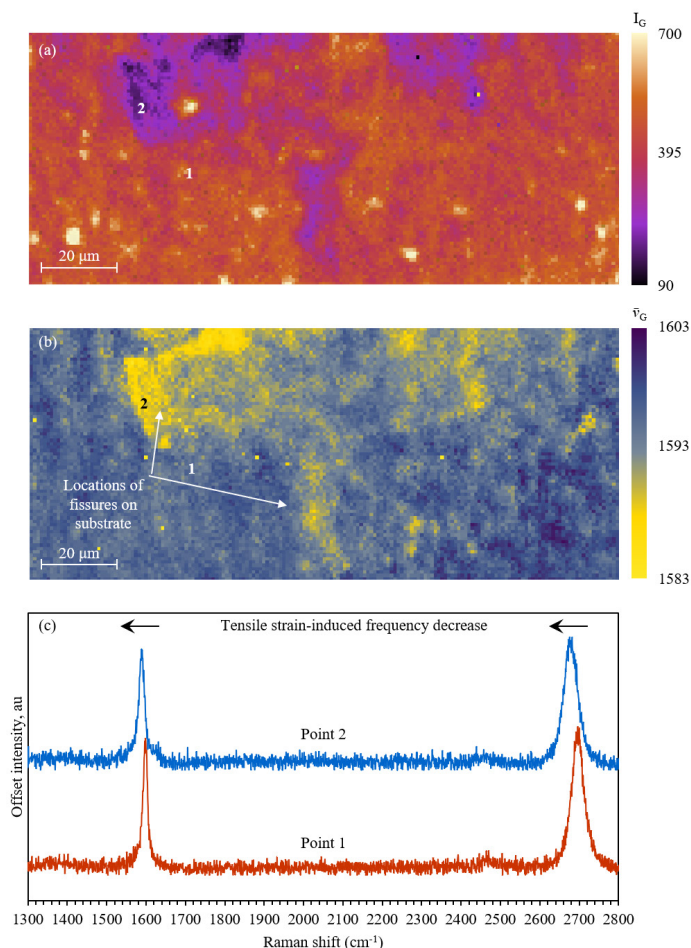 I_G
(a)
700
2
1
395
20 μm
90
ν̄_G
(b)
1603
2
1
1593
Locations of
fissures on
substrate
20 μm
1583
(c)
Tensile strain-induced frequency decrease
Point 2
Point 1
Offset intensity, au
1300 1400 1500 1600 1700 1800 1900 2000 2100 2200 2300 2400 2500 2600 2700 2800
Raman shift (cm⁻¹)